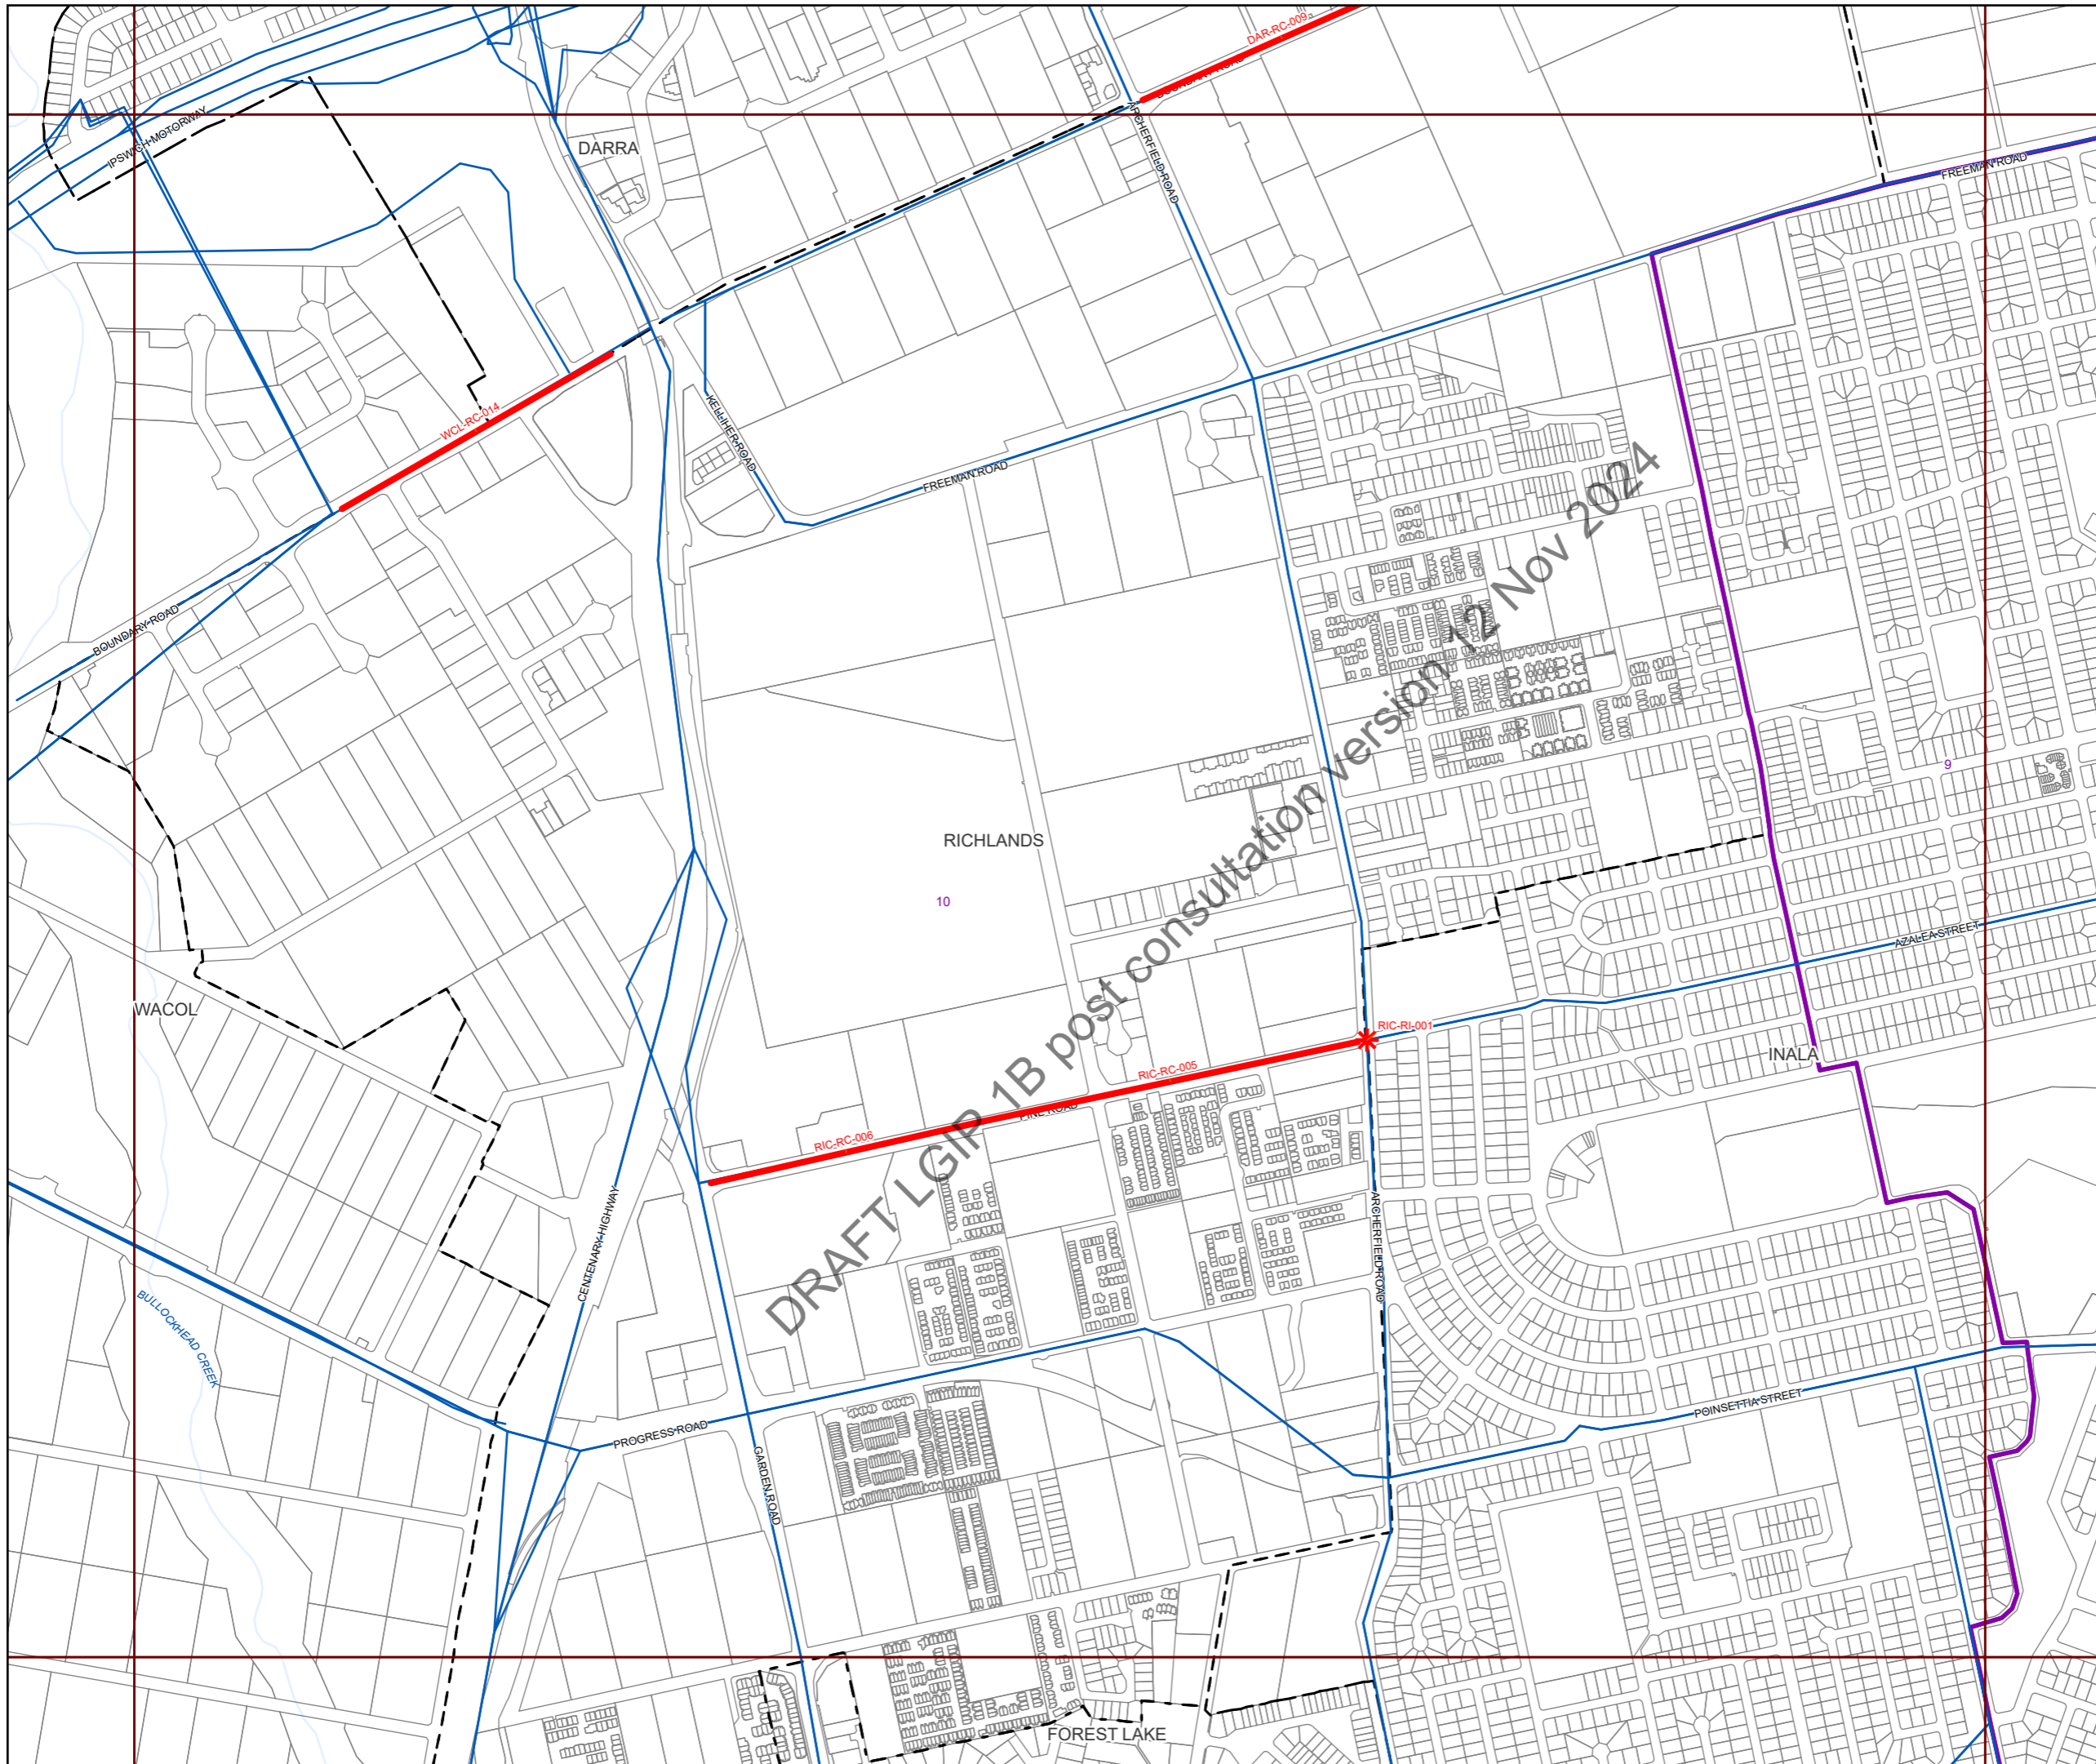 DAR-RC-009
BOUNDARY ROAD
IPSWICH MOTORWAY
DARRA
ARCHERFIELD ROAD
FREEMAN ROAD
WCL-RC-014
KELLIHER ROAD
FREEMAN ROAD
BOUNDARY ROAD
9
RICHLANDS
10
AZALEA STREET
WACOL
RIC-RI-001
INALA
RIC-RC-005
PINE ROAD
RIC-RC-006
DRAFT LGIP 1B post consultation version 12 Nov 2024
CENTENARY HIGHWAY
ARCHERFIELD ROAD
BULLOCKHEAD CREEK
POINSETTIA STREET
PROGRESS ROAD
GARDEN ROAD
FOREST LAKE